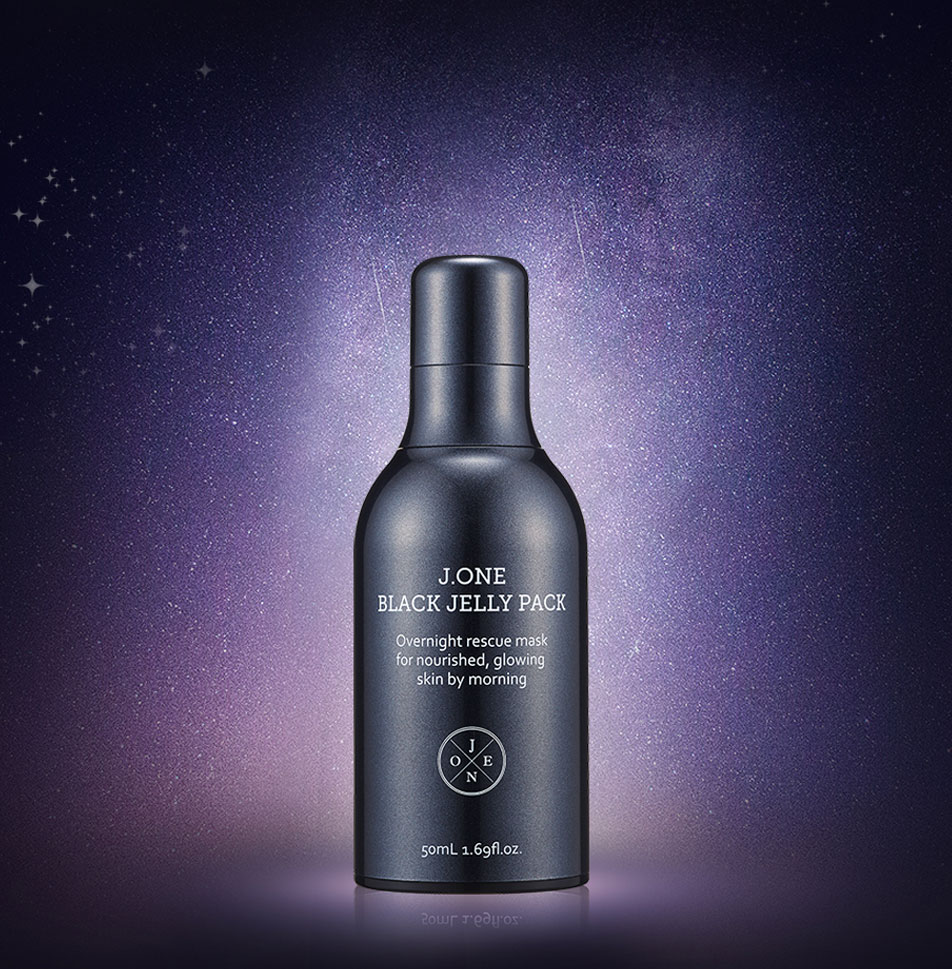 J.ONE
BLACK JELLY PACK
Overnight rescue mask
for nourished, glowing
skin by morning
J
O E
N
50mL 1.69fl.oz.